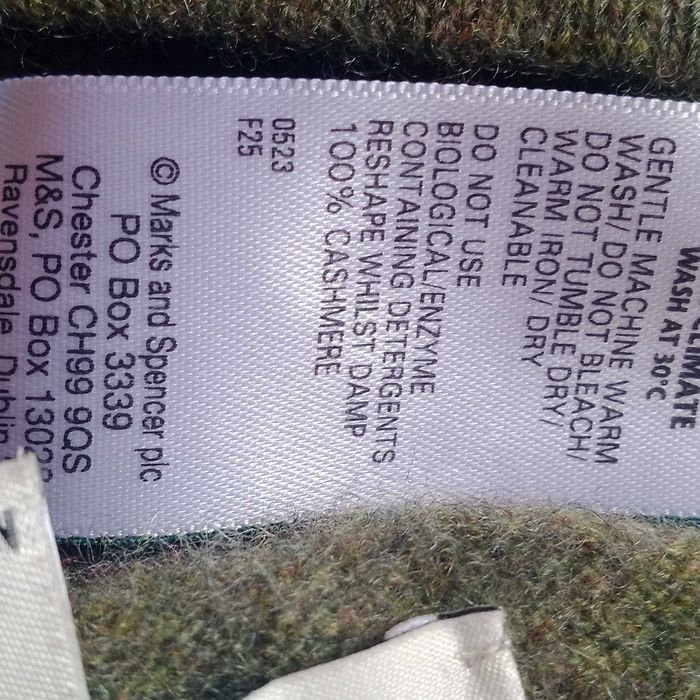 WASH AT 30°C
GENTLE MACHINE WARM
WASH/ DO NOT BLEACH/
DO NOT TUMBLE DRY/
WARM IRON/ DRY
CLEANABLE
DO NOT USE
BIOLOGICAL/ENZYME
CONTAINING DETERGENTS
RESHAPE WHILST DAMP
100% CASHMERE
0523
F25
© Marks and Spencer plc
PO Box 3339
Chester CH99 9QS
M&S, PO Box
Ravensdale, Dublin